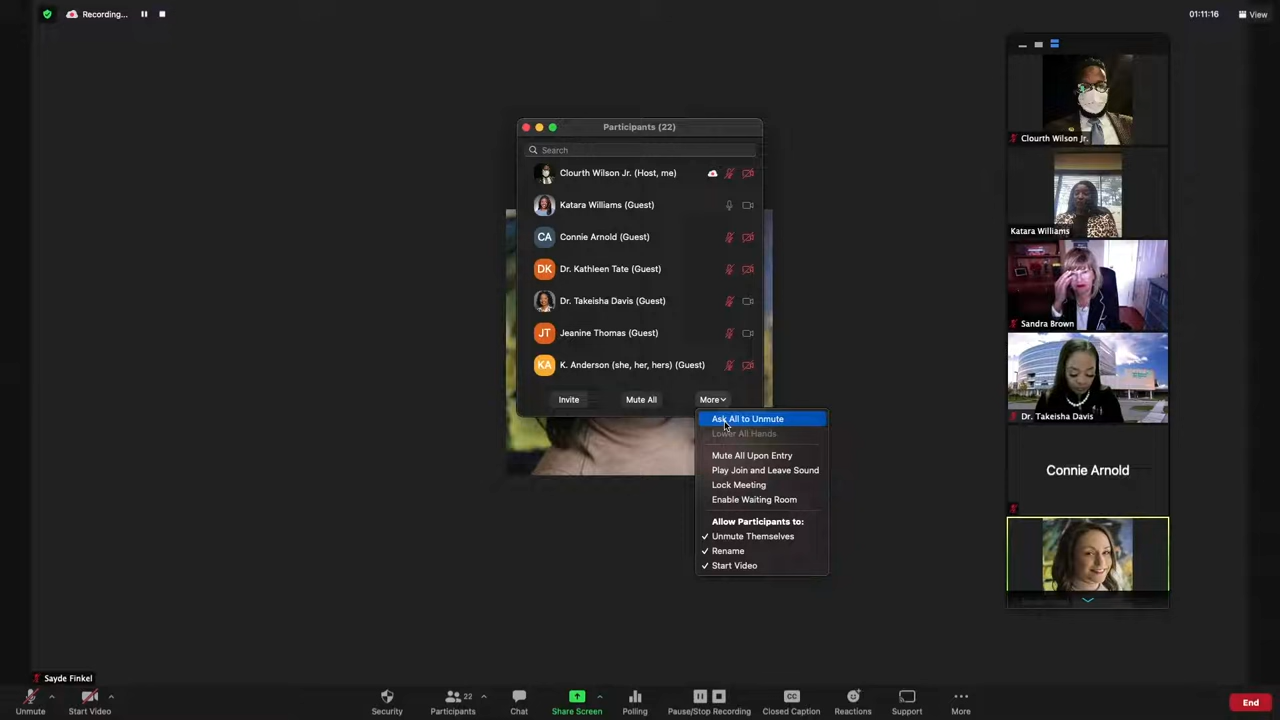 Recording...
01:11:16
View
Participants (22)
Search
Clourth Wilson Jr. (Host, me)
Katara Williams (Guest)
CA
Connie Arnold (Guest)
DK
Dr. Kathleen Tate (Guest)
Dr. Takeisha Davis (Guest)
JT
Jeanine Thomas (Guest)
KA
K. Anderson (she, her, hers) (Guest)
Invite
Mute All
More
Ask All to Unmute
Lower All Hands
Mute All Upon Entry
Play Join and Leave Sound
Lock Meeting
Enable Waiting Room
Allow Participants to:
Unmute Themselves
Rename
Start Video
Clourth Wilson Jr.
Katara Williams
Sandra Brown
Dr. Takeisha Davis
Connie Arnold
Sayde Finkel
Unmute
Start Video
Security
22
Participants
Chat
Share Screen
Polling
Pause/Stop Recording
CC
Closed Caption
Reactions
Support
More
End